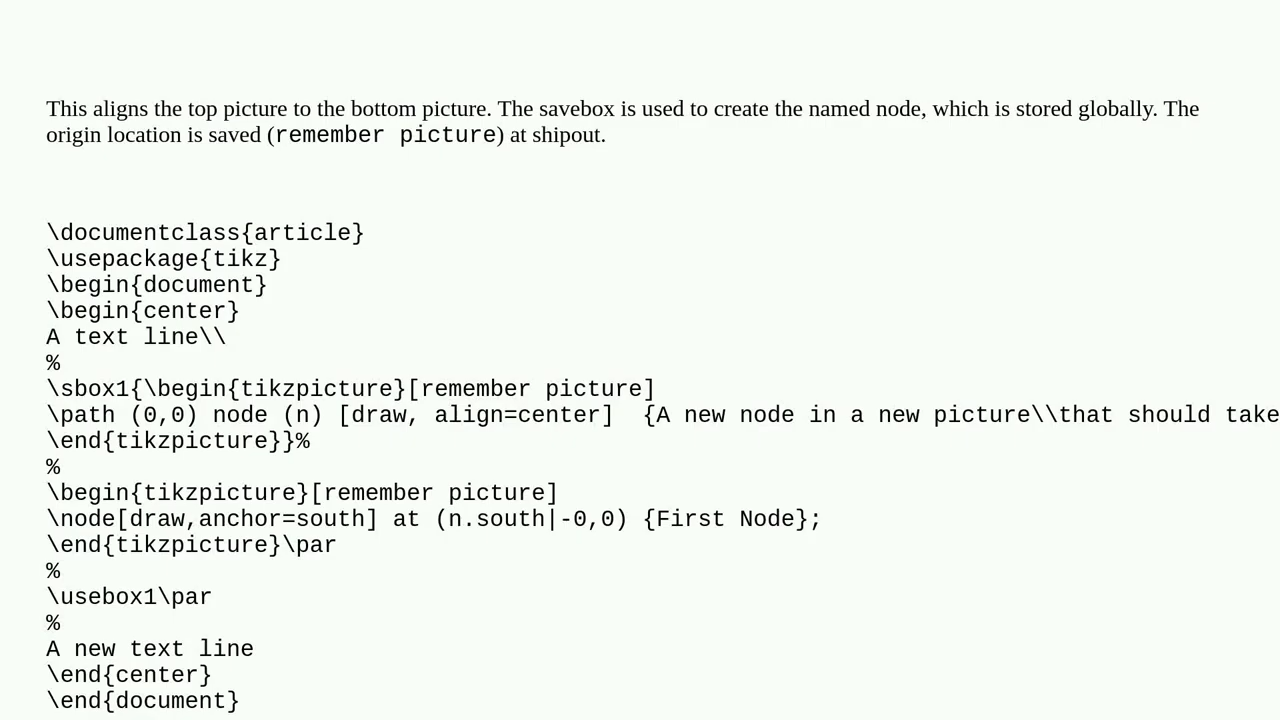 This aligns the top picture to the bottom picture. The savebox is used to create the named node, which is stored globally. The
origin location is saved (remember picture) at shipout.
\documentclass{article}
\usepackage{tikz}
\begin{document}
\begin{center}
A text line\\
%
\sbox1{\begin{tikzpicture}[remember picture]
\path (0,0) node (n) [draw, align=center]  {A new node in a new picture\\that should take
\end{tikzpicture}}%
%
\begin{tikzpicture}[remember picture]
\node[draw,anchor=south] at (n.south|-0,0) {First Node};
\end{tikzpicture}\par
%
\usebox1\par
%
A new text line
\end{center}
\end{document}